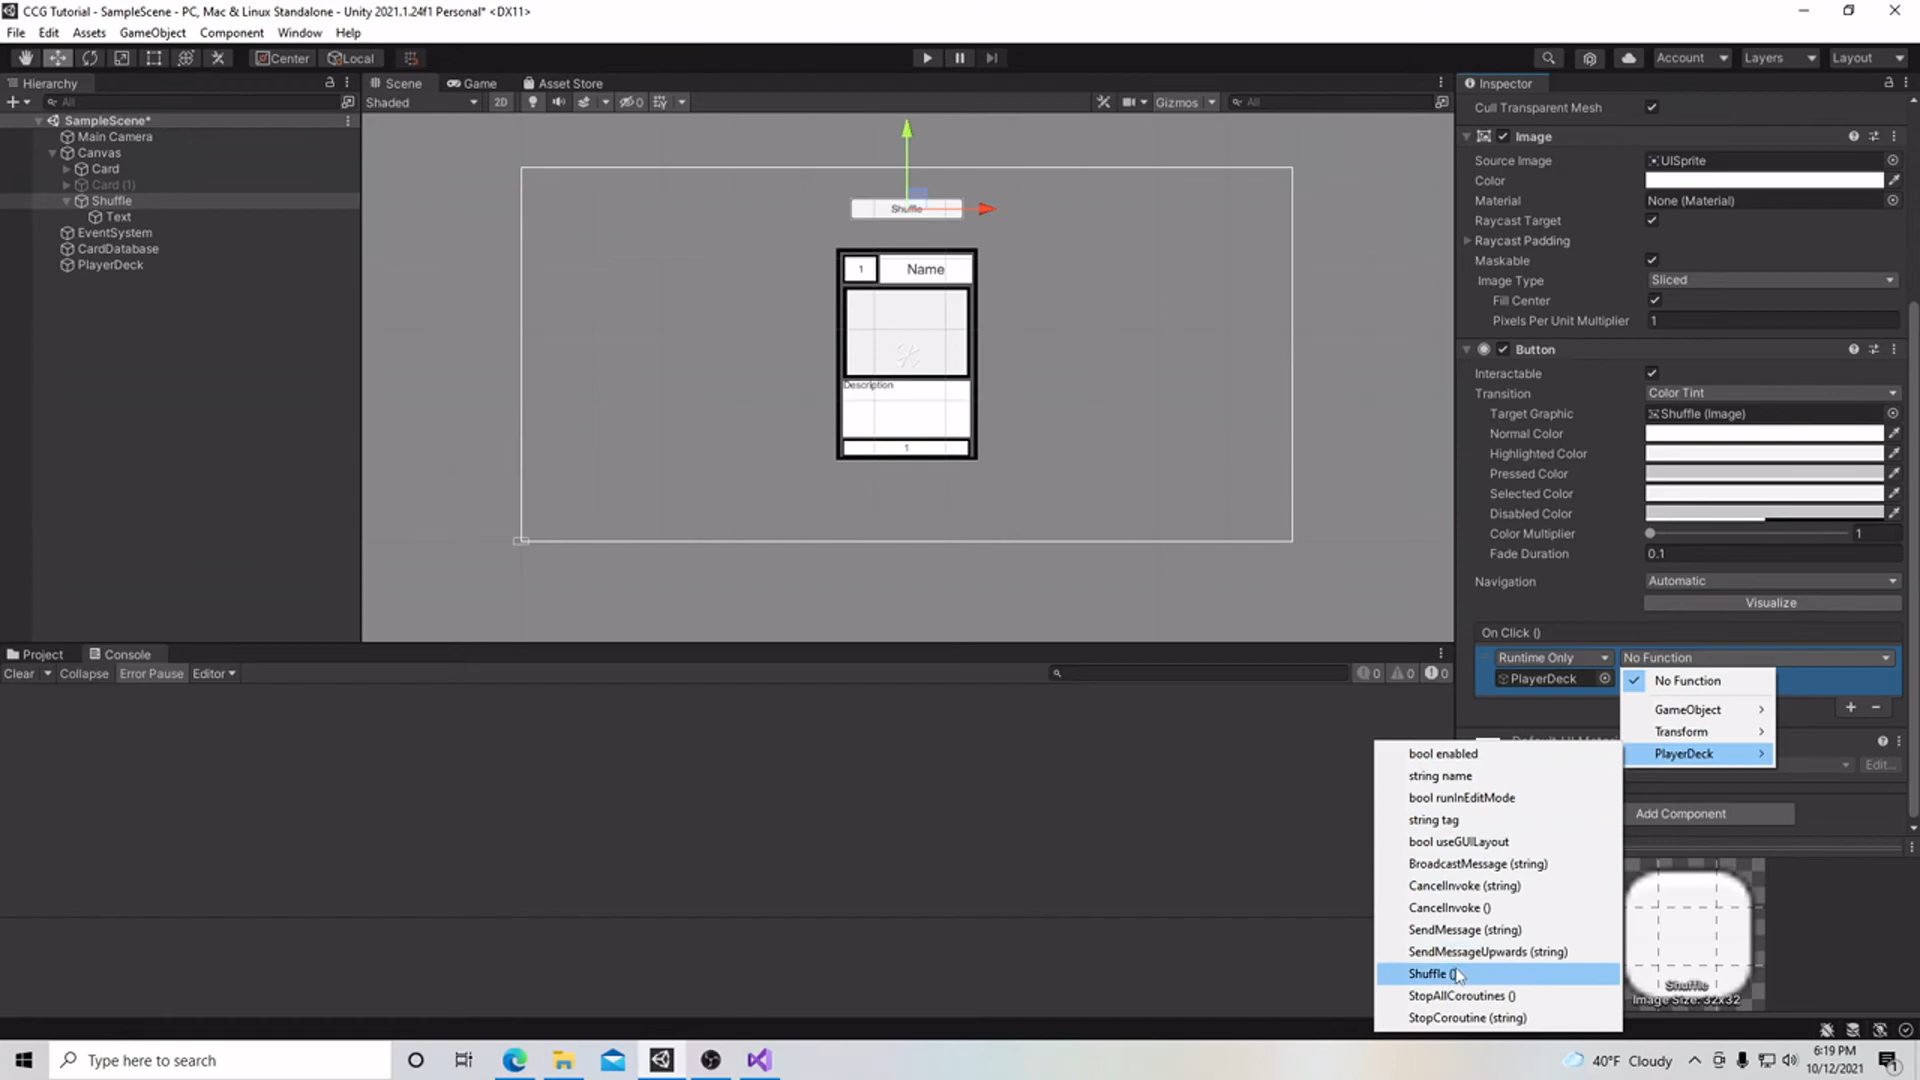 CCG Tutorial - SampleScene - PC, Mac & Linux Standalone - Unity 2021.1.24f1 Personal* <DX11>
File Edit Assets GameObject Component Window Help
Center Local Account Layers Layout
Hierarchy
All
SampleScene*
Main Camera
Canvas
Card
Card (1)
Shuffle
Text
EventSystem
CardDatabase
PlayerDeck
Scene Game Asset Store
Shaded 2D 0 Gizmos All
Shuffle
1 Name
Description
1
Project Console
Clear Collapse Error Pause Editor 0 0 0
Inspector
Cull Transparent Mesh
Image
Source Image UISprite
Color
Material None (Material)
Raycast Target
Raycast Padding
Maskable
Image Type Sliced
Fill Center
Pixels Per Unit Multiplier 1
Button
Interactable
Transition Color Tint
Target Graphic Shuffle (Image)
Normal Color
Highlighted Color
Pressed Color
Selected Color
Disabled Color
Color Multiplier 1
Fade Duration 0.1
Navigation Automatic
Visualize
On Click ()
Runtime Only No Function
PlayerDeck
No Function
GameObject
Transform
PlayerDeck
Edit...
Add Component
bool enabled
string name
bool runInEditMode
string tag
bool useGUILayout
BroadcastMessage (string)
CancelInvoke (string)
CancelInvoke ()
SendMessage (string)
SendMessageUpwards (string)
Shuffle ()
StopAllCoroutines ()
StopCoroutine (string)
Shuffle
Image Size: 32x32
Type here to search
40°F Cloudy
6:19 PM
10/12/2021
1